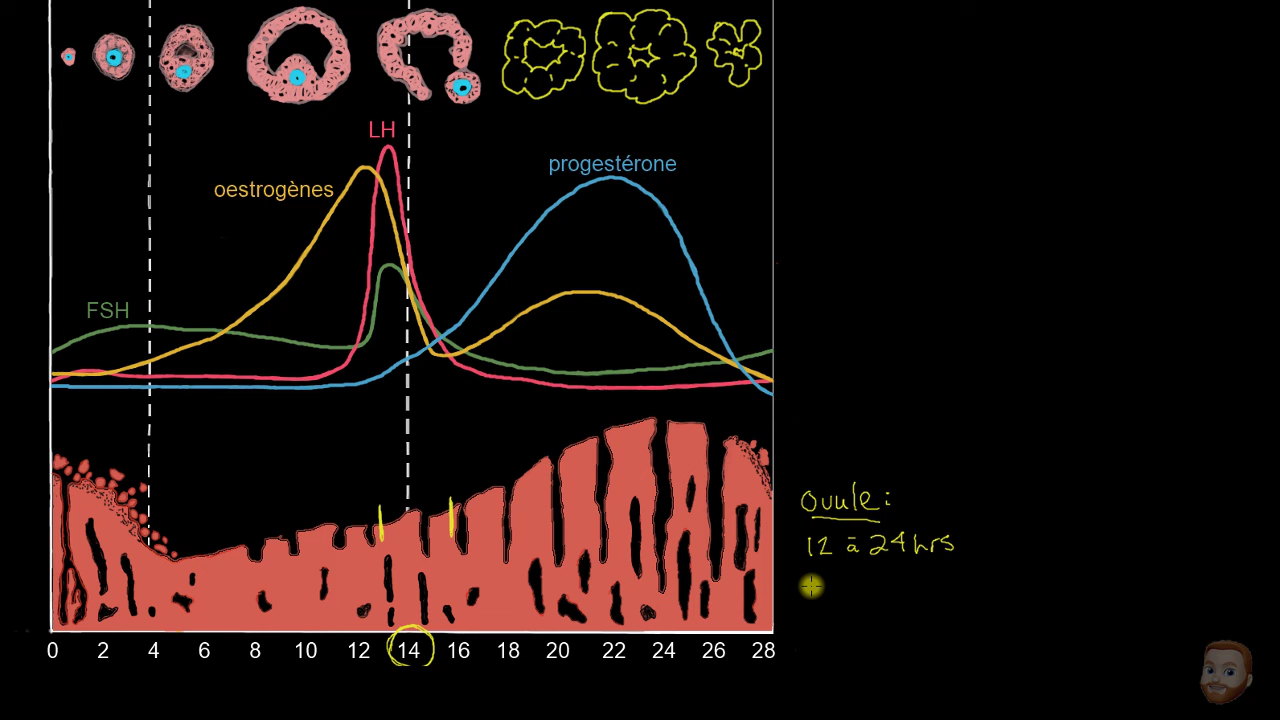 LH
progestérone
oestrogènes
FSH
Ovule:
12 à 24 hrs
0 2 4 6 8 10 12 14 16 18 20 22 24 26 28